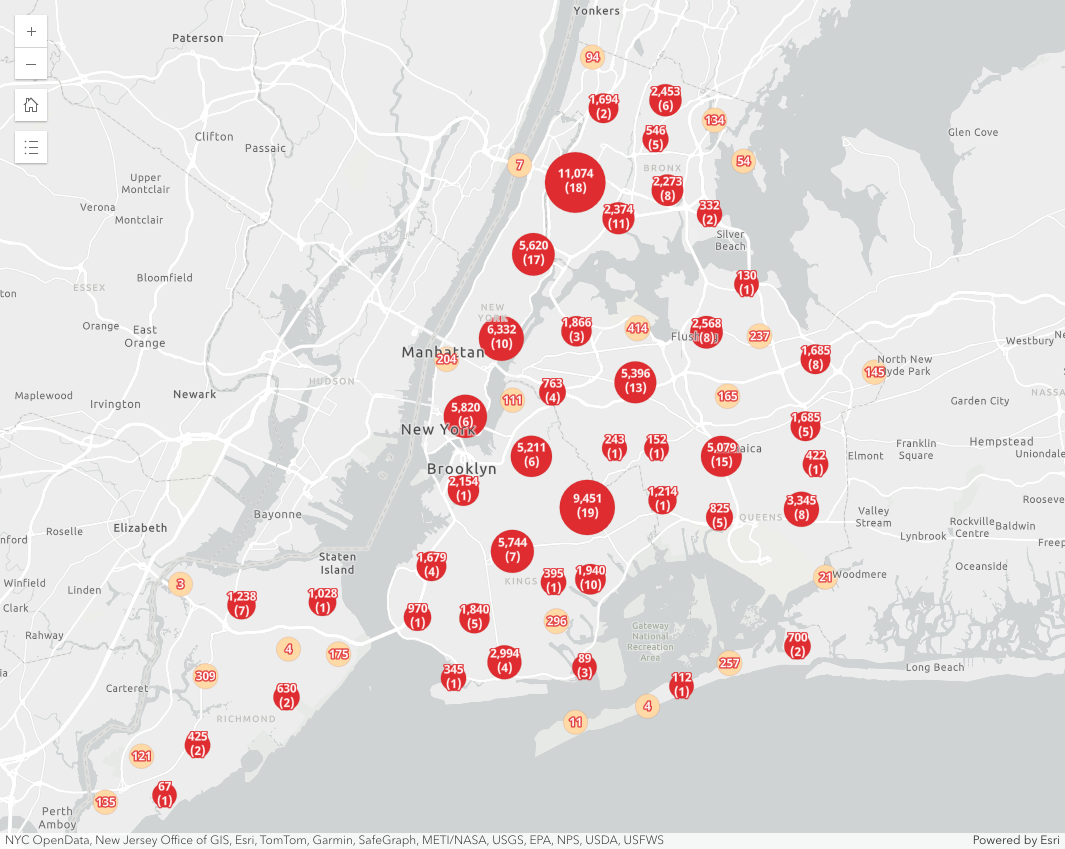 Yonkers
+
Paterson
94
−
1,694
(2)
2,453
(6)
134
Clifton
Passaic
546
(5)
Glen Cove
7
54
BRONX
11,074
(18)
2,273
(8)
Upper
Montclair
Verona
Montclair
2,374
(11)
332
(2)
Silver
Beach
5,620
(17)
Bloomfield
ton
ESSEX
130
(1)
NEW
YORK
Orange
East
Orange
6,332
(10)
1,866
(3)
414
2,568
(8)
Flushing
237
Westbury
Ne
Manhattan
204
1,685
(8)
North New
Hyde Park
145
HUDSON
5,396
(13)
763
(4)
Maplewood
Irvington
Newark
111
165
NASSA
Garden City
5,820
(6)
New York
1,685
(5)
243
(1)
152
(1)
Jamaica
5,079
(15)
Franklin
Square
Hempstead
Uniondale
Elmont
5,211
(6)
422
(1)
Brooklyn
2,154
(1)
9,451
(19)
1,214
(1)
825
(5)
QUEENS
3,345
(8)
Roosev
Valley
Stream
Rockville
Centre
Baldwin
Freep
Lynbrook
Bayonne
Elizabeth
Roselle
nford
5,744
(7)
Staten
Island
1,679
(4)
KINGS
395
(1)
1,940
(10)
Oceanside
21
Woodmere
Winfield
Linden
3
Clark
1,238
(7)
1,028
(1)
970
(1)
1,840
(5)
296
Rahway
Gateway
National
Recreation
Area
700
(2)
4
175
2,994
(4)
89
(3)
257
Long Beach
ia
309
345
(1)
112
(1)
Carteret
630
(2)
4
RICHMOND
11
425
(2)
121
67
(1)
135
Perth
Amboy
NYC OpenData, New Jersey Office of GIS, Esri, TomTom, Garmin, SafeGraph, METI/NASA, USGS, EPA, NPS, USDA, USFWS
Powered by Esri